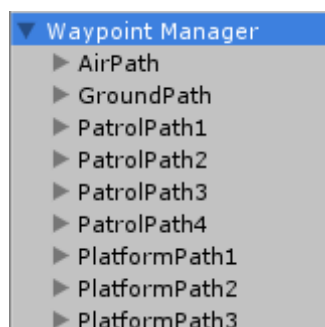 Waypoint Manager
AirPath
GroundPath
PatrolPath1
PatrolPath2
PatrolPath3
PatrolPath4
PlatformPath1
PlatformPath2
PlatformPath3